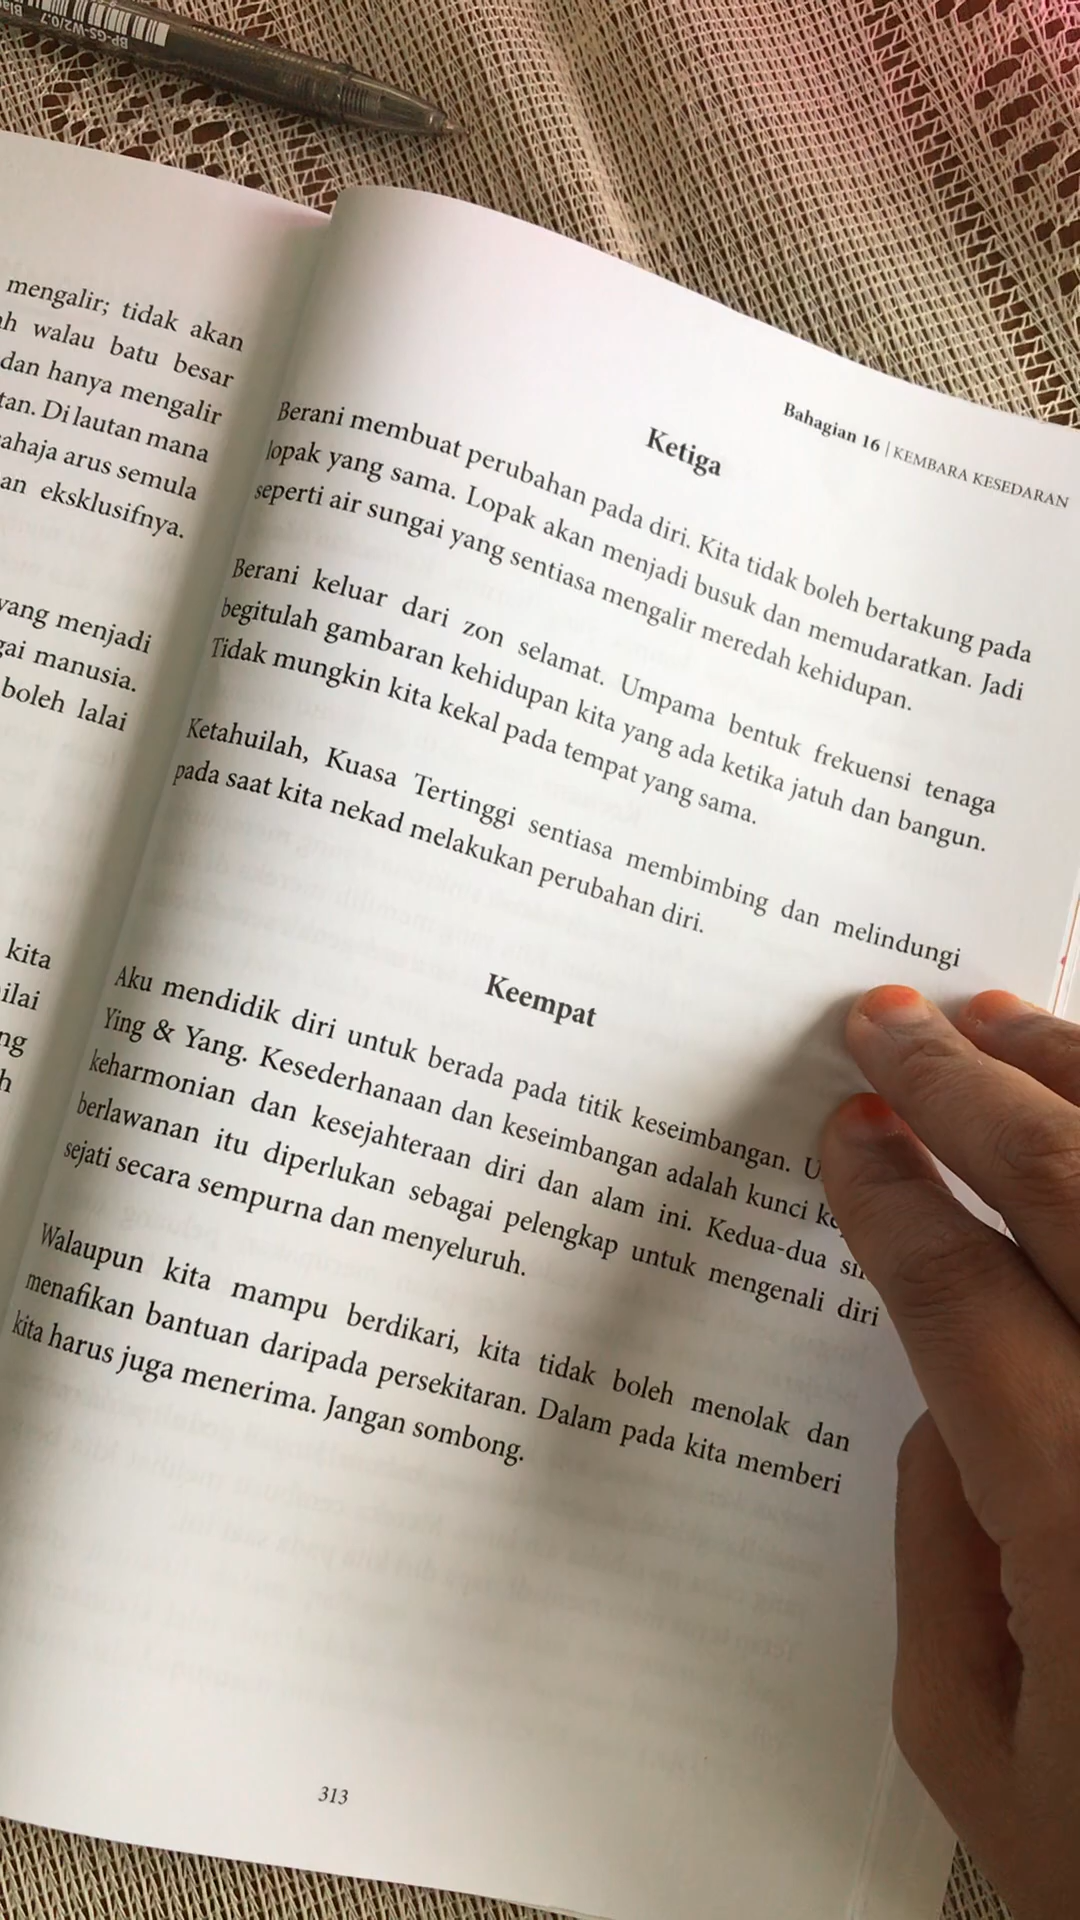 BP-GS-W2/0.7
mengalir; tidak akan
walau batu besar
dan hanya mengalir
Di lautan mana
arus semula
eksklusifnya.
yang menjadi
manusia.
boleh lalai
kita
Bahagian 16 | KEMBARA KESEDARAN
Ketiga
Berani membuat perubahan pada diri. Kita tidak boleh bertakung pada
lopak yang sama. Lopak akan menjadi busuk dan memudaratkan. Jadi
seperti air sungai yang sentiasa mengalir meredah kehidupan.
Berani keluar dari zon selamat. Umpama bentuk frekuensi tenaga
begitulah gambaran kehidupan kita yang ada ketika jatuh dan bangun.
Tidak mungkin kita kekal pada tempat yang sama.
Ketahuilah, Kuasa Tertinggi sentiasa membimbing dan melindungi
pada saat kita nekad melakukan perubahan diri.
Keempat
Aku mendidik diri untuk berada pada titik keseimbangan.
Ying & Yang. Kesederhanaan dan keseimbangan adalah kunci
keharmonian dan kesejahteraan diri dan alam ini. Kedua-dua
berlawanan itu diperlukan sebagai pelengkap untuk mengenali diri
sejati secara sempurna dan menyeluruh.
Walaupun kita mampu berdikari, kita tidak boleh menolak dan
menafikan bantuan daripada persekitaran. Dalam pada kita memberi
kita harus juga menerima. Jangan sombong.
313